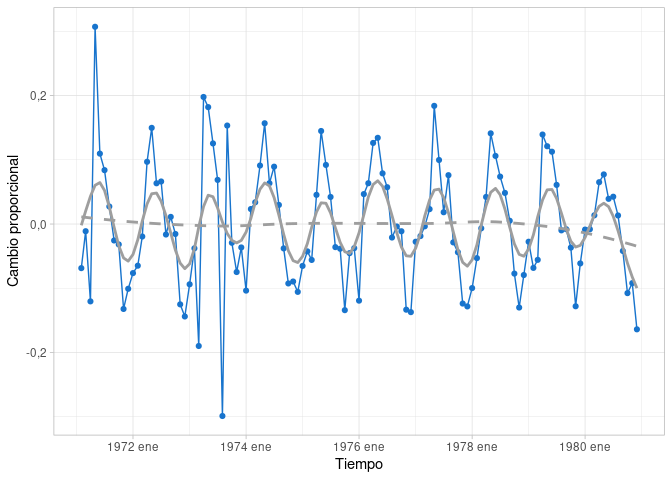 Cambio proporcional
0,2
0,0
-0,2
1972 ene
1974 ene
1976 ene
1978 ene
1980 ene
Tiempo